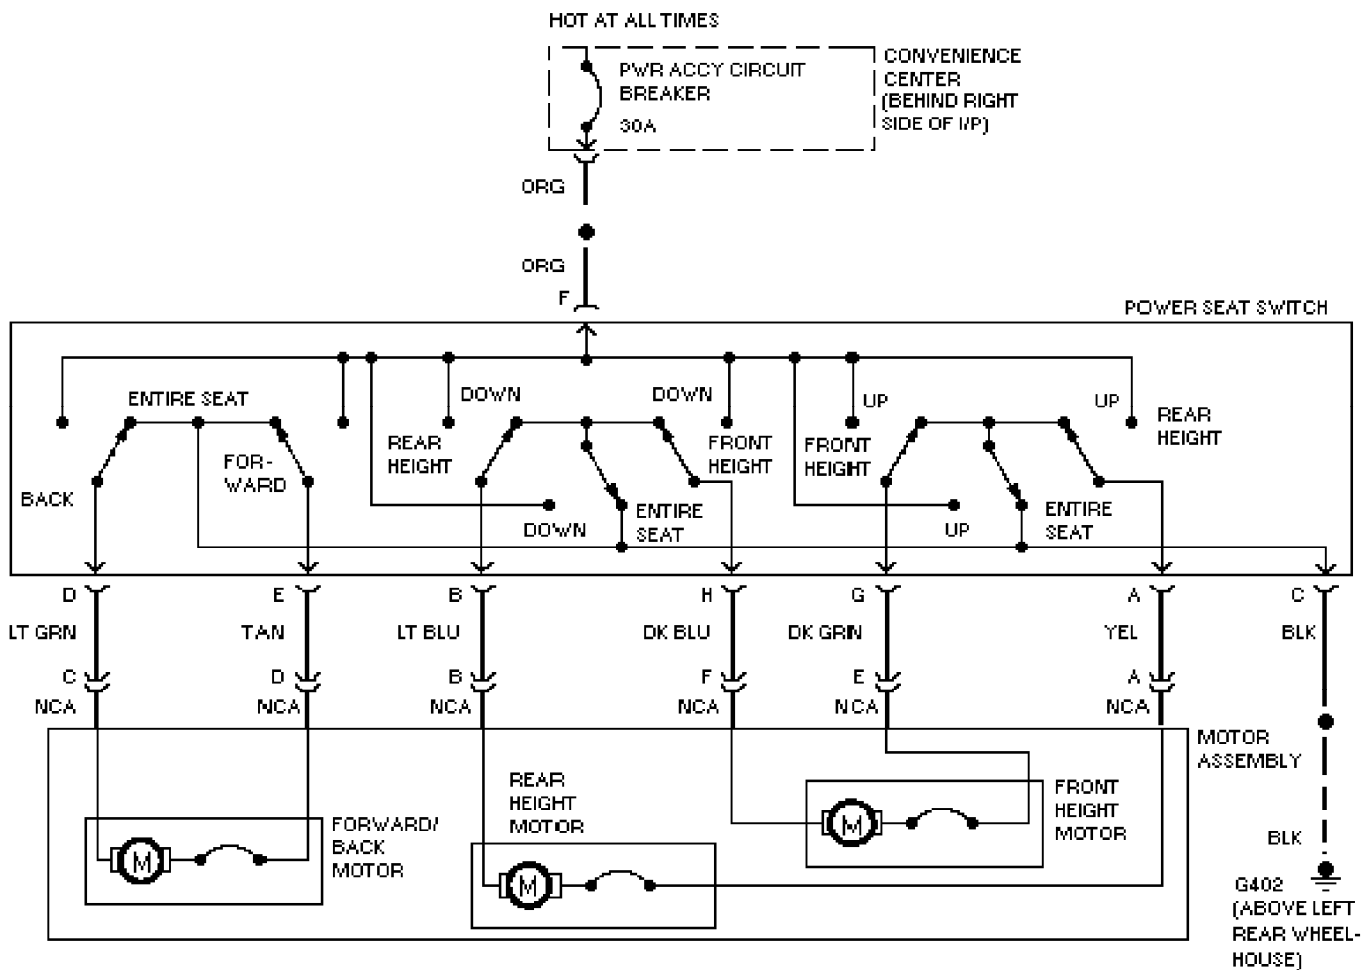 HOT AT ALL TIMES
PWR ACCY CIRCUIT
BREAKER
30A
CONVENIENCE
CENTER
(BEHIND RIGHT
SIDE OF I/P)
ORG
ORG
F
POWER SEAT SWITCH
ENTIRE SEAT
BACK
FOR-
WARD
REAR
HEIGHT
DOWN
DOWN
ENTIRE
SEAT
DOWN
FRONT
HEIGHT
FRONT
HEIGHT
UP
UP
ENTIRE
SEAT
UP
REAR
HEIGHT
D E B H G A C
LT GRN TAN LT BLU DK BLU DK GRN YEL BLK
C D B F E A
NCA NCA NCA NCA NCA NCA
MOTOR
ASSEMBLY
FORWARD/
BACK
MOTOR
M
REAR
HEIGHT
MOTOR
M
FRONT
HEIGHT
MOTOR
M
BLK
G402
(ABOVE LEFT
REAR WHEEL-
HOUSE)